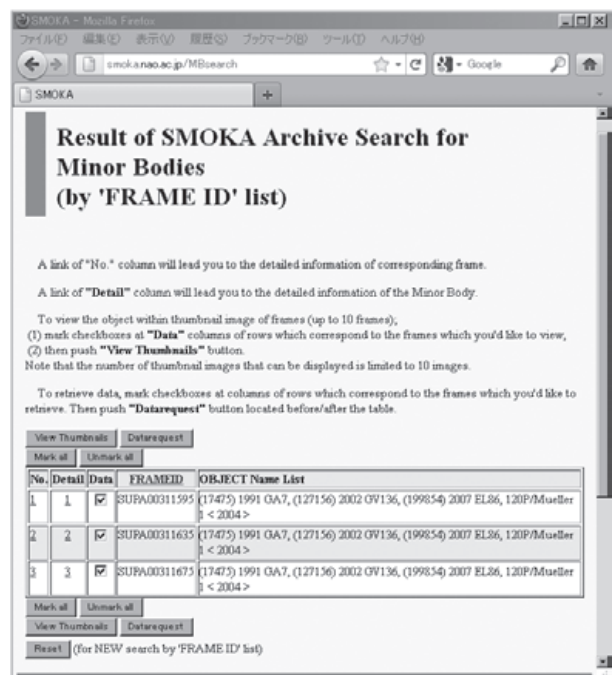 SMOKA - Mozilla Firefox
ファイル(F) 編集(E) 表示(V) 履歴(S) ブックマーク(B) ツール(T) ヘルプ(H)
smoka.nao.ac.jp/MBsearch
Google
SMOKA
Result of SMOKA Archive Search for
Minor Bodies
(by 'FRAME ID' list)
A link of "No." column will lead you to the detailed information of corresponding frame.
A link of "Detail" column will lead you to the detailed information of the Minor Body.
To view the object within thumbnail image of frames (up to 10 frames);
(1) mark checkboxes at "Data" columns of rows which correspond to the frames which you'd like to view,
(2) then push "View Thumbnails" button.
Note that the number of thumbnail images that can be displayed is limited to 10 images.
To retrieve data, mark checkboxes at columns of rows which correspond to the frames which you'd like to
retrieve. Then push "Datarequest" button located before/after the table.
View Thumbnails Datarequest
Mark all Unmark all
No. Detail Data FRAMEID OBJECT Name List
1 1 SUPA00311595 (17475) 1991 GA7, (127156) 2002 GV136, (199854) 2007 EL86, 120P/Mueller
1 < 2004 >
2 2 SUPA00311635 (17475) 1991 GA7, (127156) 2002 GV136, (199854) 2007 EL86, 120P/Mueller
1 < 2004 >
3 3 SUPA00311675 (17475) 1991 GA7, (127156) 2002 GV136, (199854) 2007 EL86, 120P/Mueller
1 < 2004 >
Mark all Unmark all
View Thumbnails Datarequest
Reset (for NEW search by 'FRAME ID' list)